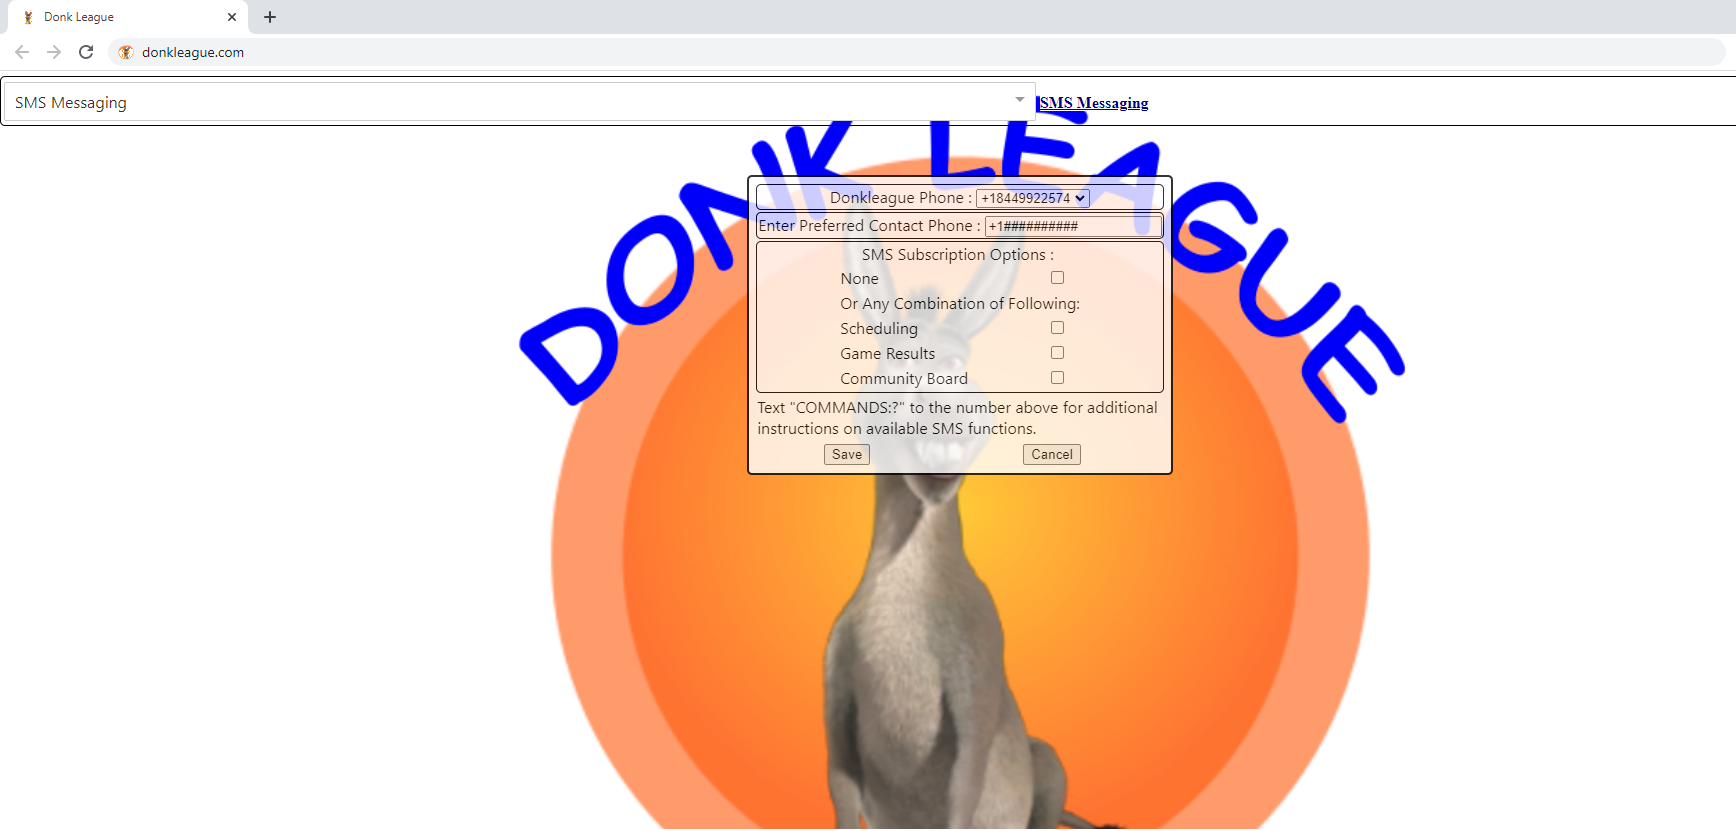 Donk League
donkleague.com
SMS Messaging
SMS Messaging
DONK LEAGUE
Donkleague Phone : +18449922574
Enter Preferred Contact Phone : +1##########
SMS Subscription Options :
None
Or Any Combination of Following:
Scheduling
Game Results
Community Board
Text "COMMANDS:?" to the number above for additional
instructions on available SMS functions.
Save Cancel